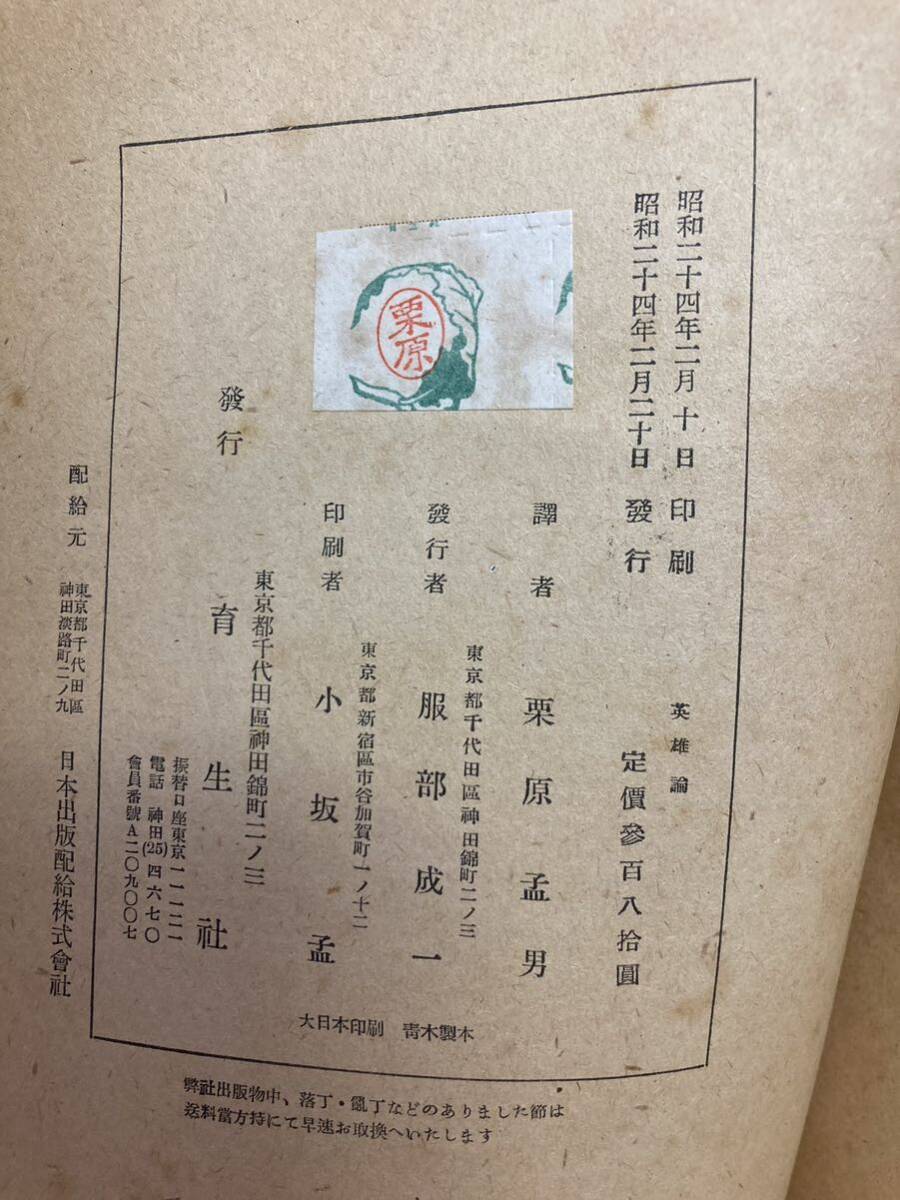 昭和二十四年二月十日印刷
昭和二十四年二月二十日發行
英雄論
定價參百八拾圓
譯者 栗原孟男
東京都千代田區神田錦町二ノ三
發行者 服部成一
東京都新宿區市谷加賀町一ノ十二
印刷者 小坂孟
栗原
東京都千代田區神田錦町二ノ三
發行 育生社
振替口座東京一一一二一
電話 神田(25)四六七〇
會員番號A二〇九〇〇七
大日本印刷 青木製本
配給元 東京都千代田區
神田淡路町二ノ九
日本出版配給株式會社
弊社出版物中、落丁・亂丁などのありました節は
送料當方持にて早速お取換へいたします